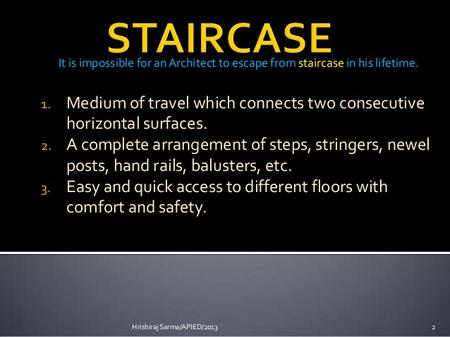 STAIRCASE
It is impossible for an Architect to escape from staircase in his lifetime.
1. Medium of travel which connects two consecutive
horizontal surfaces.
2. A complete arrangement of steps, stringers, newel
posts, hand rails, balusters, etc.
3. Easy and quick access to different floors with
comfort and safety.
Hrishiraj Sarma/APIED/2013 2